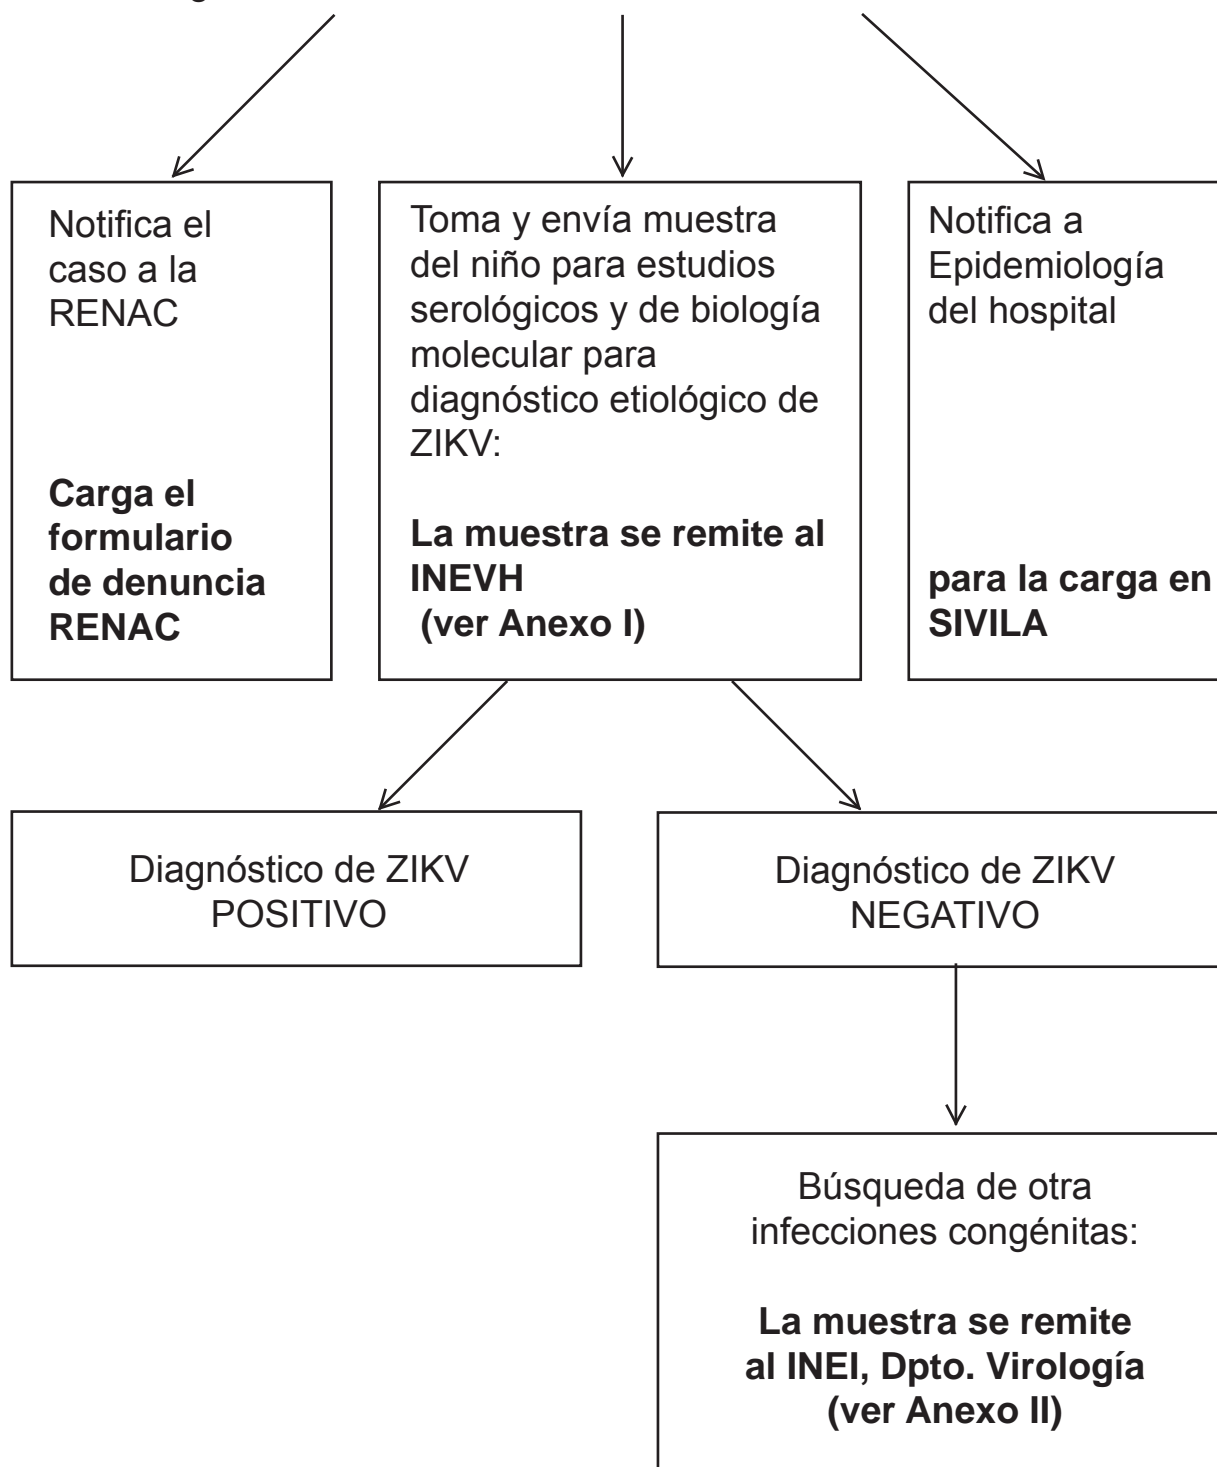 Notifica el
caso a la
RENAC
Carga el
formulario
de denuncia
RENAC
Toma y envía muestra
del niño para estudios
serológicos y de biología
molecular para
diagnóstico etiológico de
ZIKV:
La muestra se remite al
INEVH
(ver Anexo I)
Notifica a
Epidemiología
del hospital
para la carga en
SIVILA
Diagnóstico de ZIKV
POSITIVO
Diagnóstico de ZIKV
NEGATIVO
Búsqueda de otra
infecciones congénitas:
La muestra se remite
al INEI, Dpto. Virología
(ver Anexo II)